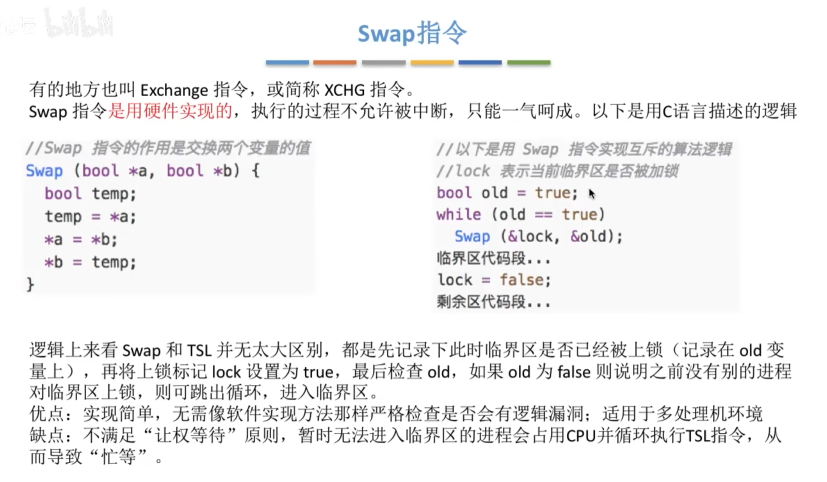 bilibili
Swap指令
有的地方也叫 Exchange 指令，或简称 XCHG 指令。
Swap 指令是用硬件实现的，执行的过程不允许被中断，只能一气呵成。以下是用C语言描述的逻辑
//Swap 指令的作用是交换两个变量的值
Swap (bool *a, bool *b) {
bool temp;
temp = *a;
*a = *b;
*b = temp;
}
//以下是用 Swap 指令实现互斥的算法逻辑
//lock 表示当前临界区是否被加锁
bool old = true;
while (old == true)
Swap (&lock, &old);
临界区代码段...
lock = false;
剩余区代码段...
逻辑上来看 Swap 和 TSL 并无太大区别，都是先记录下此时临界区是否已经被上锁（记录在 old 变
量上），再将上锁标记 lock 设置为 true，最后检查 old，如果 old 为 false 则说明之前没有别的进程
对临界区上锁，则可跳出循环，进入临界区。
优点：实现简单，无需像软件实现方法那样严格检查是否会有逻辑漏洞；适用于多处理机环境
缺点：不满足“让权等待”原则，暂时无法进入临界区的进程会占用CPU并循环执行TSL指令，从
而导致“忙等”。